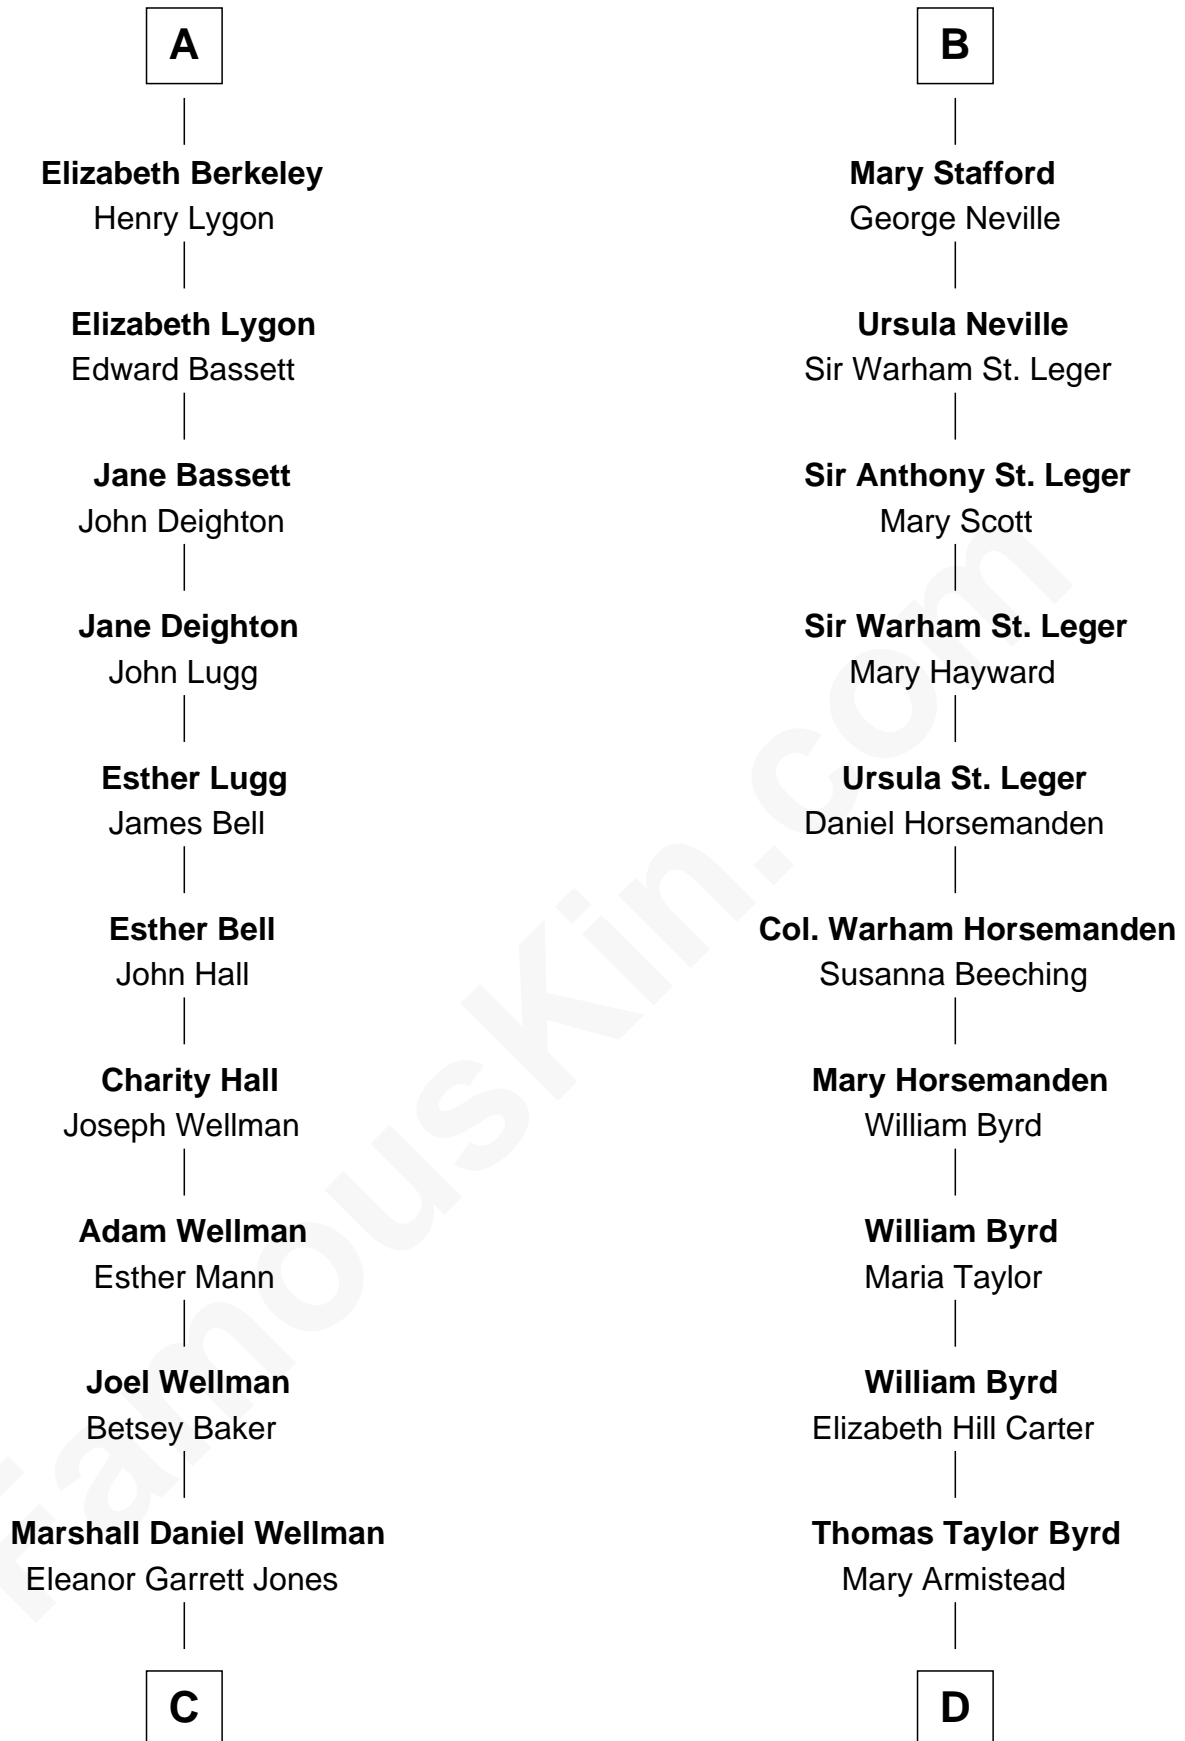 A
Elizabeth Berkeley
Henry Lygon
Elizabeth Lygon
Edward Bassett
Jane Bassett
John Deighton
Jane Deighton
John Lugg
Esther Lugg
James Bell
Esther Bell
John Hall
Charity Hall
Joseph Wellman
Adam Wellman
Esther Mann
Joel Wellman
Betsey Baker
Marshall Daniel Wellman
Eleanor Garrett Jones
C
B
Mary Stafford
George Neville
Ursula Neville
Sir Warham St. Leger
Sir Anthony St. Leger
Mary Scott
Sir Warham St. Leger
Mary Hayward
Ursula St. Leger
Daniel Horsemanden
Col. Warham Horsemanden
Susanna Beeching
Mary Horsemanden
William Byrd
William Byrd
Maria Taylor
William Byrd
Elizabeth Hill Carter
Thomas Taylor Byrd
Mary Armistead
D
FamousKin.com